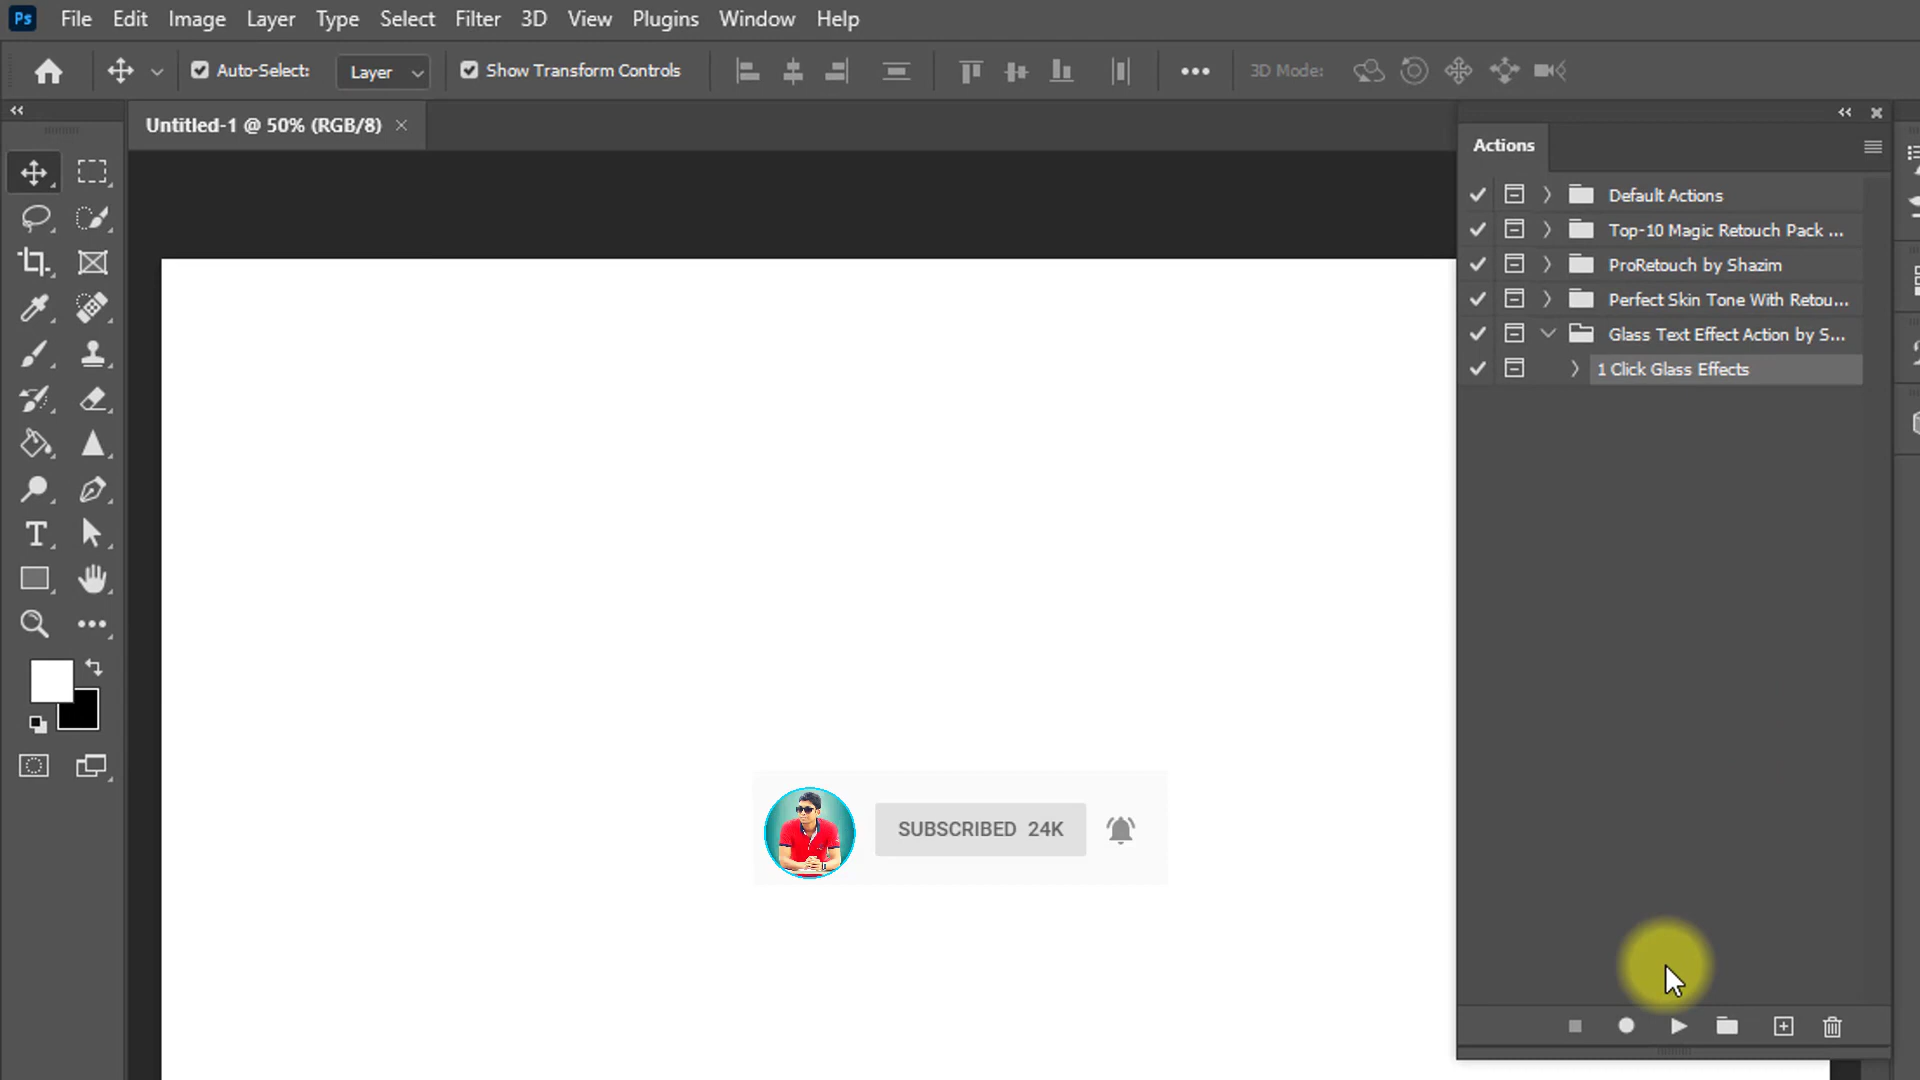 Ps File Edit Image Layer Type Select Filter 3D View Plugins Window Help
Auto-Select: Layer Show Transform Controls 3D Mode:
Untitled-1 @ 50% (RGB/8)
Actions
Default Actions
Top-10 Magic Retouch Pack ...
ProRetouch by Shazim
Perfect Skin Tone With Retou...
Glass Text Effect Action by S...
1 Click Glass Effects
SUBSCRIBED 24K